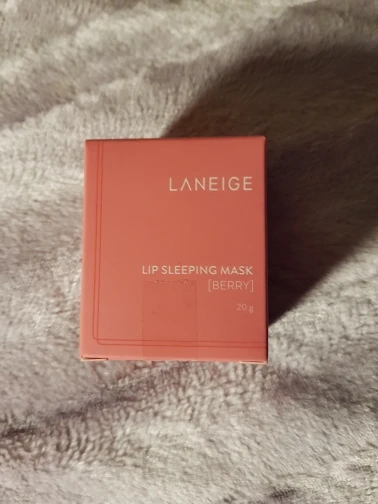 LANEIGE
LIP SLEEPING MASK
[BERRY]
20 g